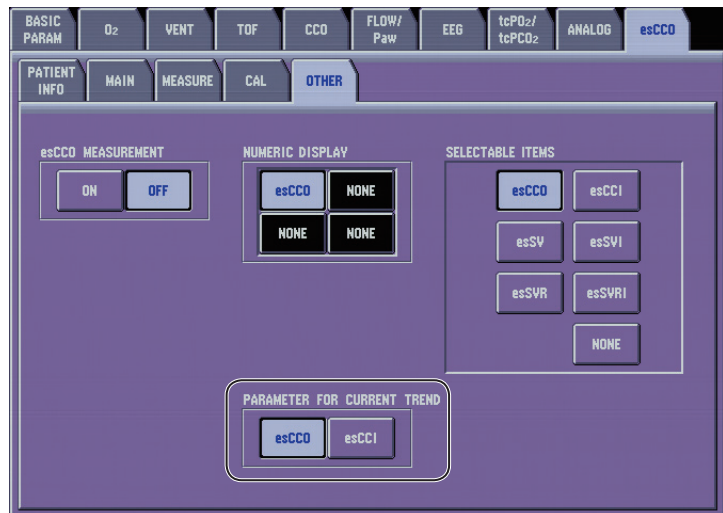 BASIC PARAM
O2
VENT
TOF
CCO
FLOW/ Paw
EEG
tcPO2/ tcPCO2
ANALOG
esCCO
PATIENT INFO
MAIN
MEASURE
CAL
OTHER
esCCO MEASUREMENT
ON
OFF
NUMERIC DISPLAY
esCCO
NONE
NONE
NONE
SELECTABLE ITEMS
esCCO
esCCI
esSV
esSVI
esSVR
esSVRI
NONE
PARAMETER FOR CURRENT TREND
esCCO
esCCI